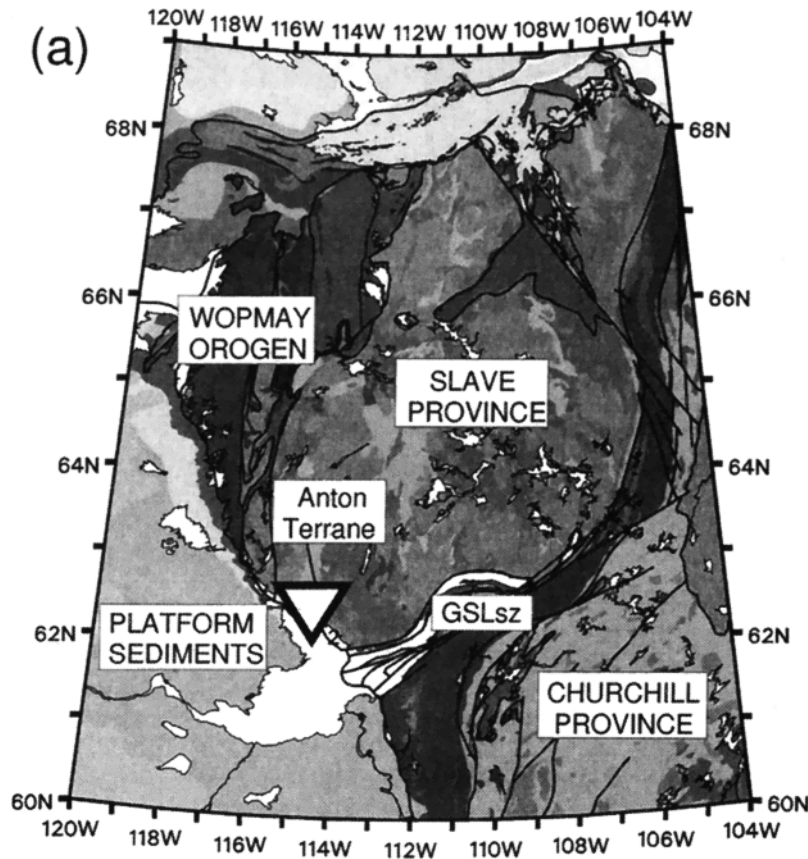 (a)
120W 118W 116W 114W 112W 110W 108W 106W 104W
68N 68N
66N 66N
WOPMAY
OROGEN
SLAVE
PROVINCE
64N 64N
Anton
Terrane
GSLsz
62N 62N
PLATFORM
SEDIMENTS
CHURCHILL
PROVINCE
60N 60N
120W 118W 116W 114W 112W 110W 108W 106W 104W